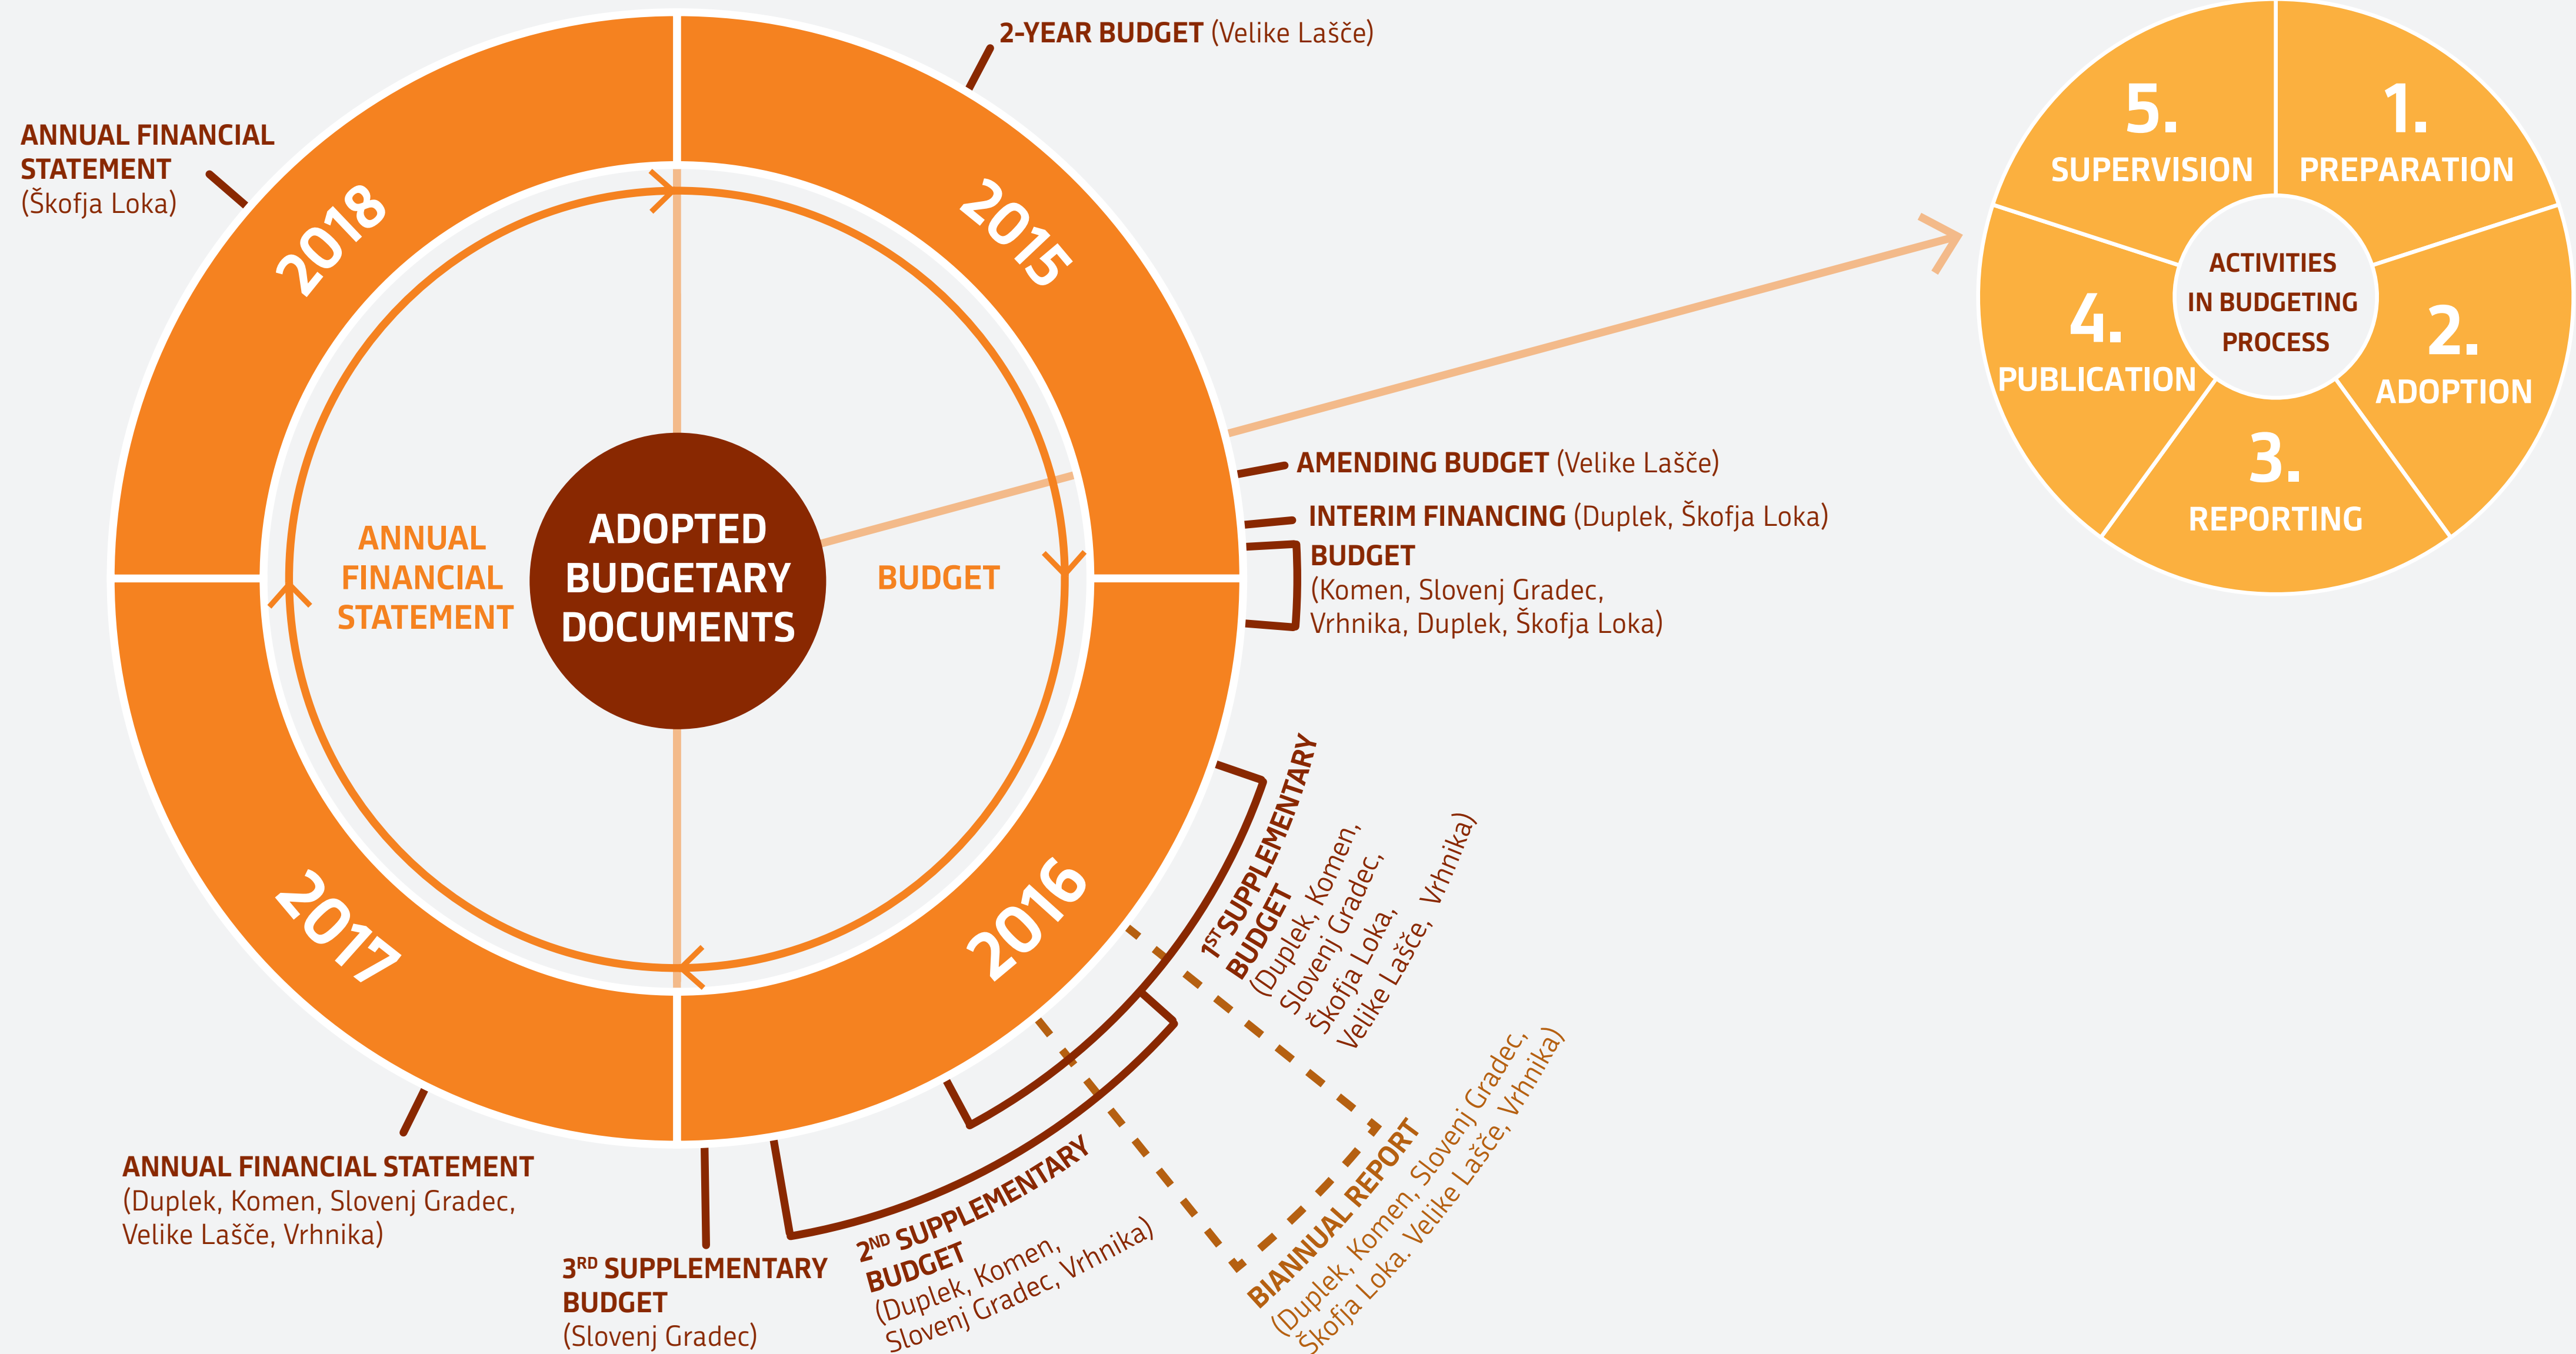 2-YEAR BUDGET (Velike Lašče)
ANNUAL FINANCIAL
STATEMENT
(Škofja Loka)
2018
2015
ANNUAL
FINANCIAL
STATEMENT
ADOPTED
BUDGETARY
DOCUMENTS
BUDGET
2017
2016
AMENDING BUDGET (Velike Lašče)
INTERIM FINANCING (Duplek, Škofja Loka)
BUDGET
(Komen, Slovenj Gradec,
Vrhnika, Duplek, Škofja Loka)
1ST SUPPLEMENTARY
BUDGET
(Duplek, Komen,
Slovenj Gradec,
Škofja Loka,
Velike Lašče, Vrhnika)
BIANNUAL REPORT
(Duplek, Komen, Slovenj Gradec,
Škofja Loka. Velike Lašče, Vrhnika)
2ND SUPPLEMENTARY
BUDGET
(Duplek, Komen,
Slovenj Gradec, Vrhnika)
3RD SUPPLEMENTARY
BUDGET
(Slovenj Gradec)
ANNUAL FINANCIAL STATEMENT
(Duplek, Komen, Slovenj Gradec,
Velike Lašče, Vrhnika)
ACTIVITIES
IN BUDGETING
PROCESS
1.
PREPARATION
2.
ADOPTION
3.
REPORTING
4.
PUBLICATION
5.
SUPERVISION